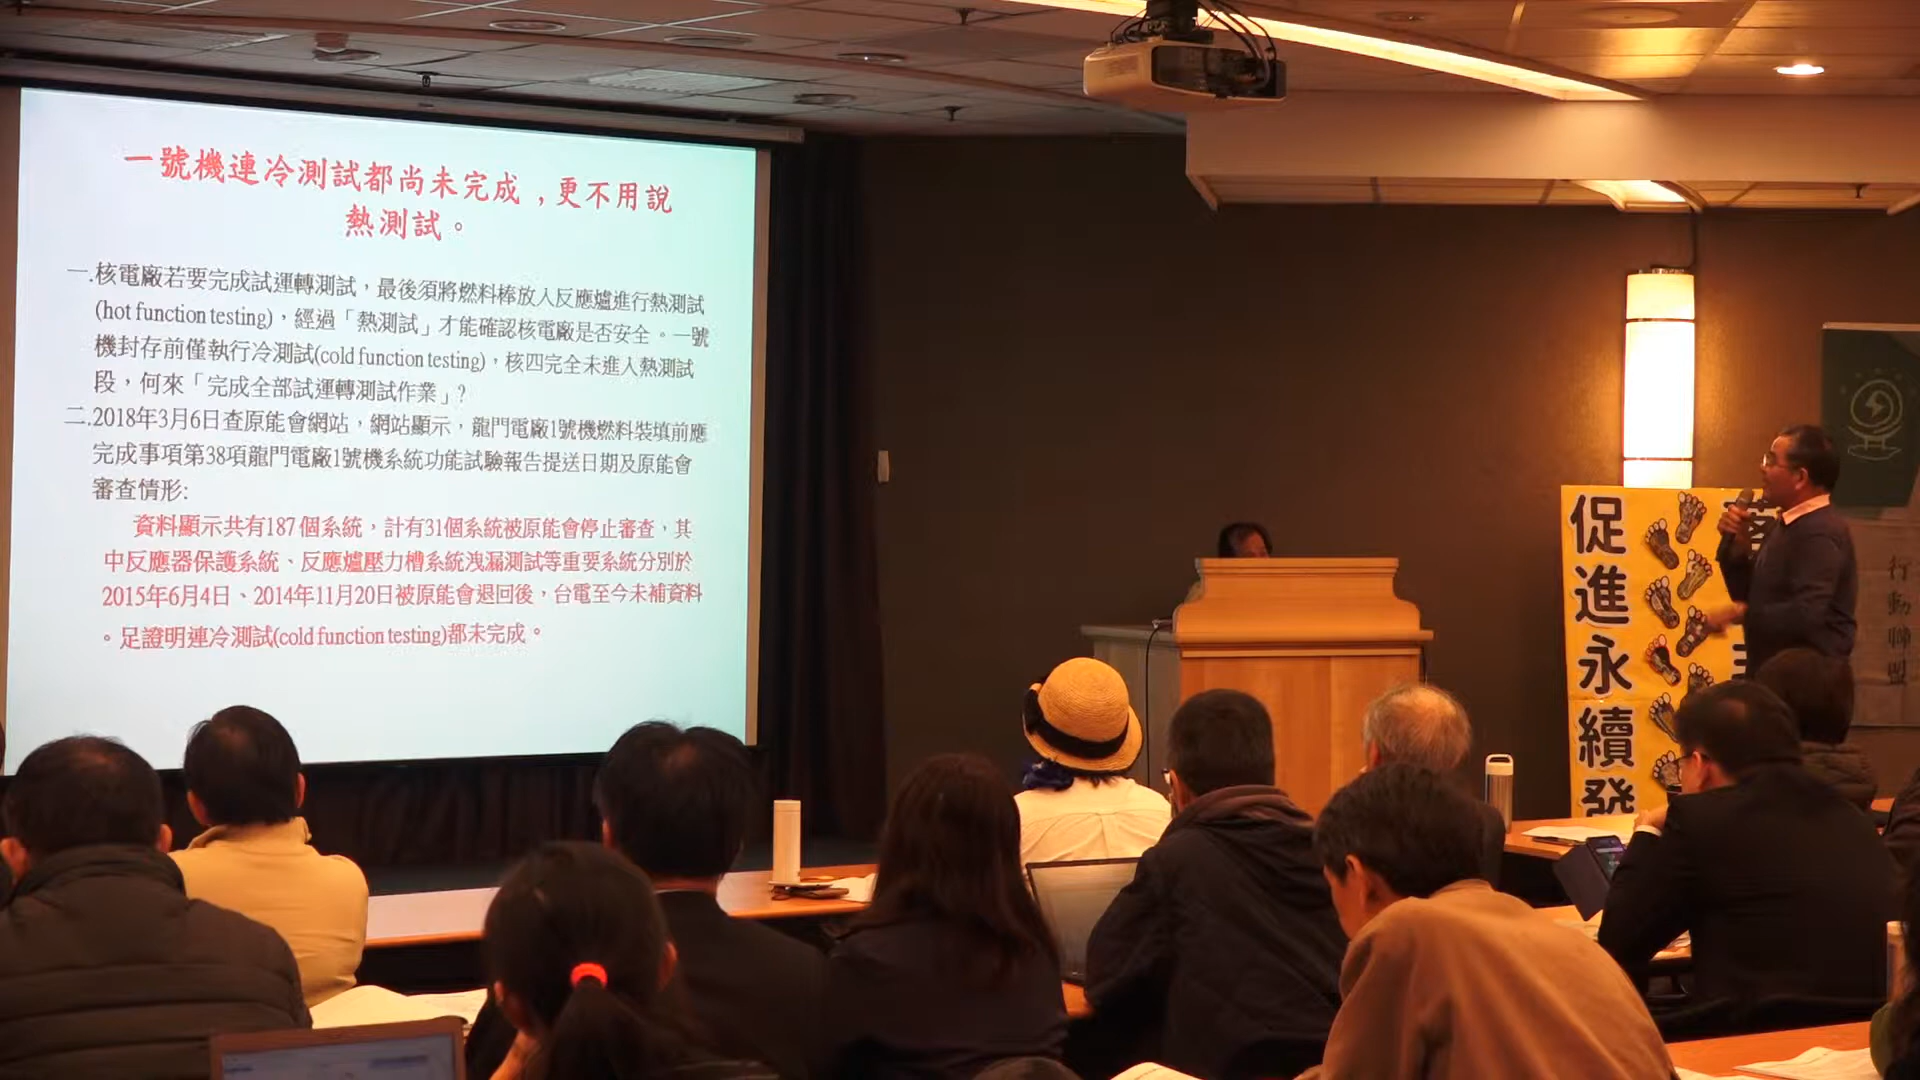 一號機連冷測試都尚未完成，更不用說
熱測試。
一.核電廠若要完成試運轉測試，最後須將燃料棒放入反應爐進行熱測試
(hot function testing)，經過「熱測試」才能確認核電廠是否安全。一號
機封存前僅執行冷測試(cold function testing)，核四完全未進入熱測試
段，何來「完成全部試運轉測試作業」?
二.2018年3月6日查原能會網站，網站顯示，龍門電廠1號機燃料裝填前應
完成事項第38項龍門電廠1號機系統功能試驗報告提送日期及原能會
審查情形:
資料顯示共有187個系統，計有31個系統被原能會停止審查，其
中反應器保護系統、反應爐壓力槽系統洩漏測試等重要系統分別於
2015年6月4日、2014年11月20日被原能會退回後，台電至今未補資料
。足證明連冷測試(cold function testing)都未完成。
促進永續發
行動聯盟